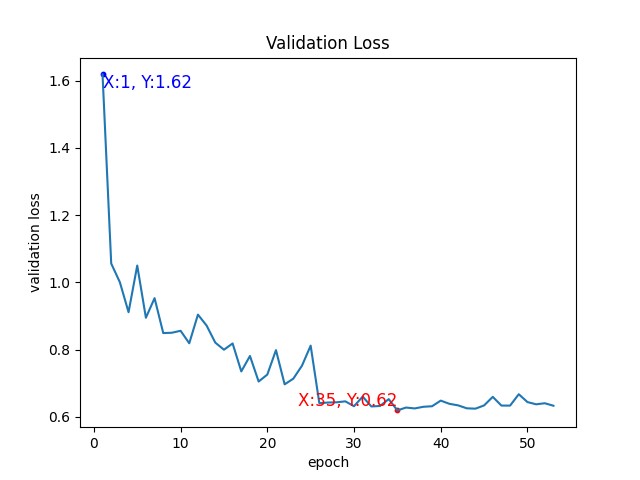 Validation Loss
1.6
X:1, Y:1.62
1.4
1.2
validation loss
1.0
0.8
X:35, Y:0.62
0.6
0 10 20 30 40 50
epoch